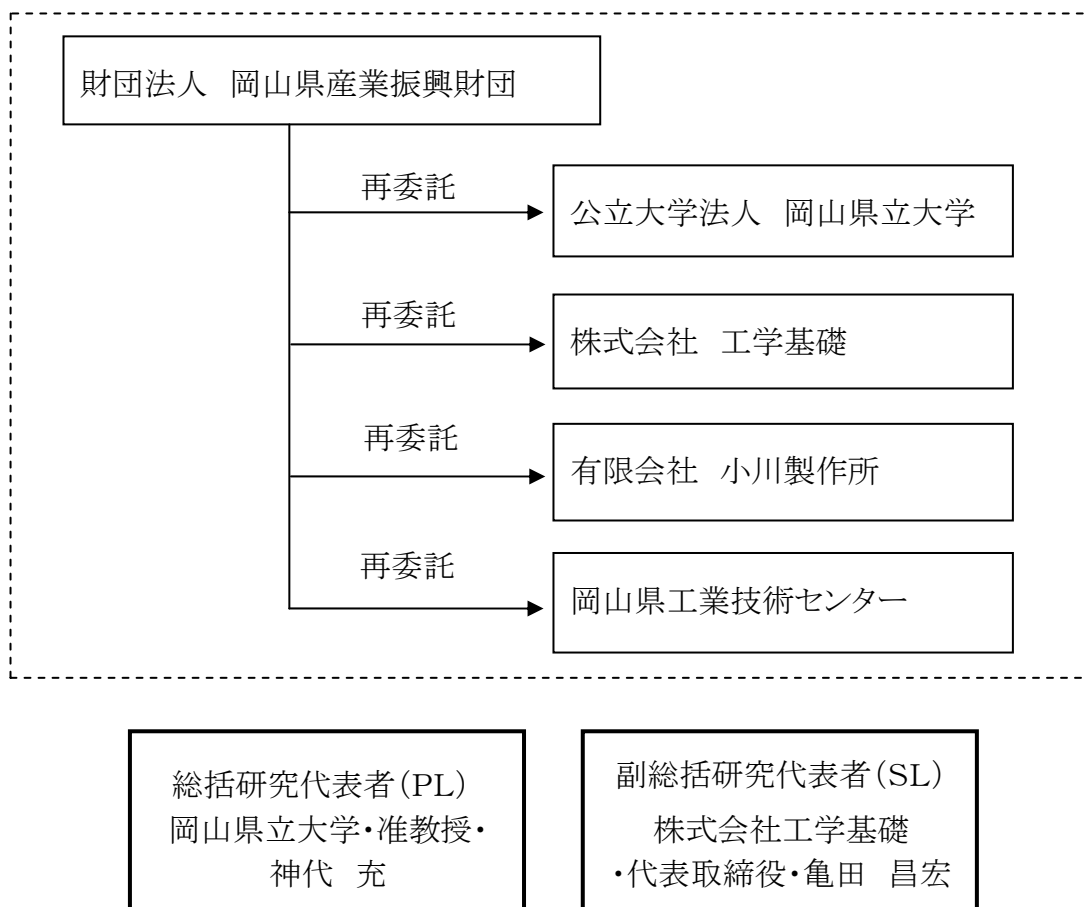 財団法人　岡山県産業振興財団
再委託
公立大学法人　岡山県立大学
再委託
株式会社　工学基礎
再委託
有限会社　小川製作所
再委託
岡山県工業技術センター
総括研究代表者(PL)
岡山県立大学・准教授・
神代　充
副総括研究代表者(SL)
株式会社工学基礎
・代表取締役・亀田　昌宏